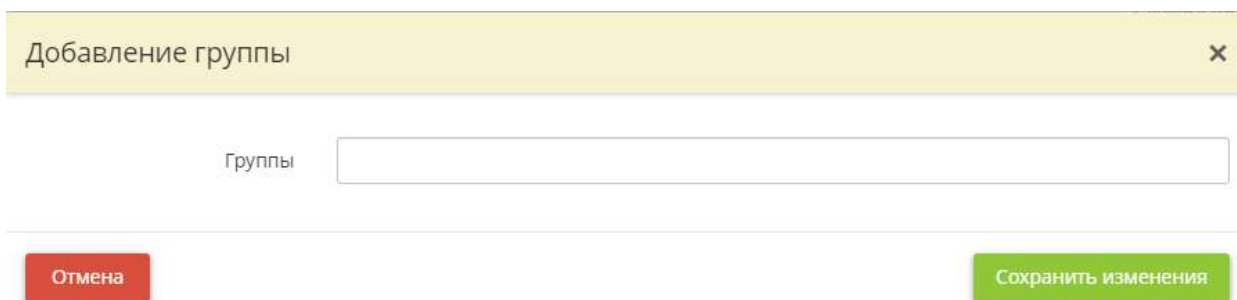 Добавление группы
Группы
Отмена
Сохранить изменения